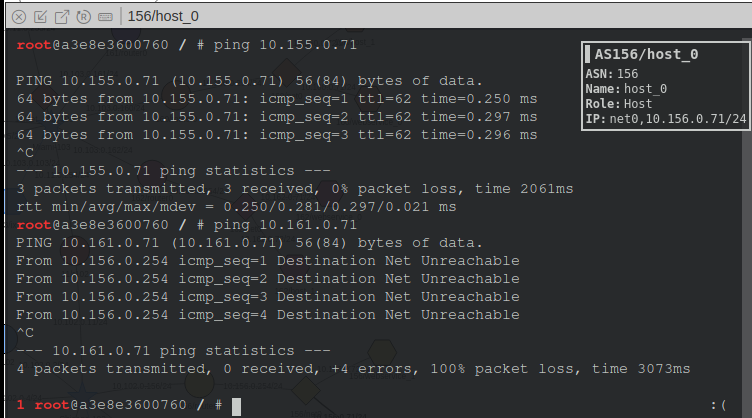 156/host_0
root@a3e8e3600760 / # ping 10.155.0.71
PING 10.155.0.71 (10.155.0.71) 56(84) bytes of data.
64 bytes from 10.155.0.71: icmp_seq=1 ttl=62 time=0.250 ms
64 bytes from 10.155.0.71: icmp_seq=2 ttl=62 time=0.297 ms
64 bytes from 10.155.0.71: icmp_seq=3 ttl=62 time=0.296 ms
^C
--- 10.155.0.71 ping statistics ---
3 packets transmitted, 3 received, 0% packet loss, time 2061ms
rtt min/avg/max/mdev = 0.250/0.281/0.297/0.021 ms
root@a3e8e3600760 / # ping 10.161.0.71
PING 10.161.0.71 (10.161.0.71) 56(84) bytes of data.
From 10.156.0.254 icmp_seq=1 Destination Net Unreachable
From 10.156.0.254 icmp_seq=2 Destination Net Unreachable
From 10.156.0.254 icmp_seq=3 Destination Net Unreachable
From 10.156.0.254 icmp_seq=4 Destination Net Unreachable
^C
--- 10.161.0.71 ping statistics ---
4 packets transmitted, 0 received, +4 errors, 100% packet loss, time 3073ms
1 root@a3e8e3600760 / # :(
AS156/host_0
ASN: 156
Name: host_0
Role: Host
IP: net0,10.156.0.71/24